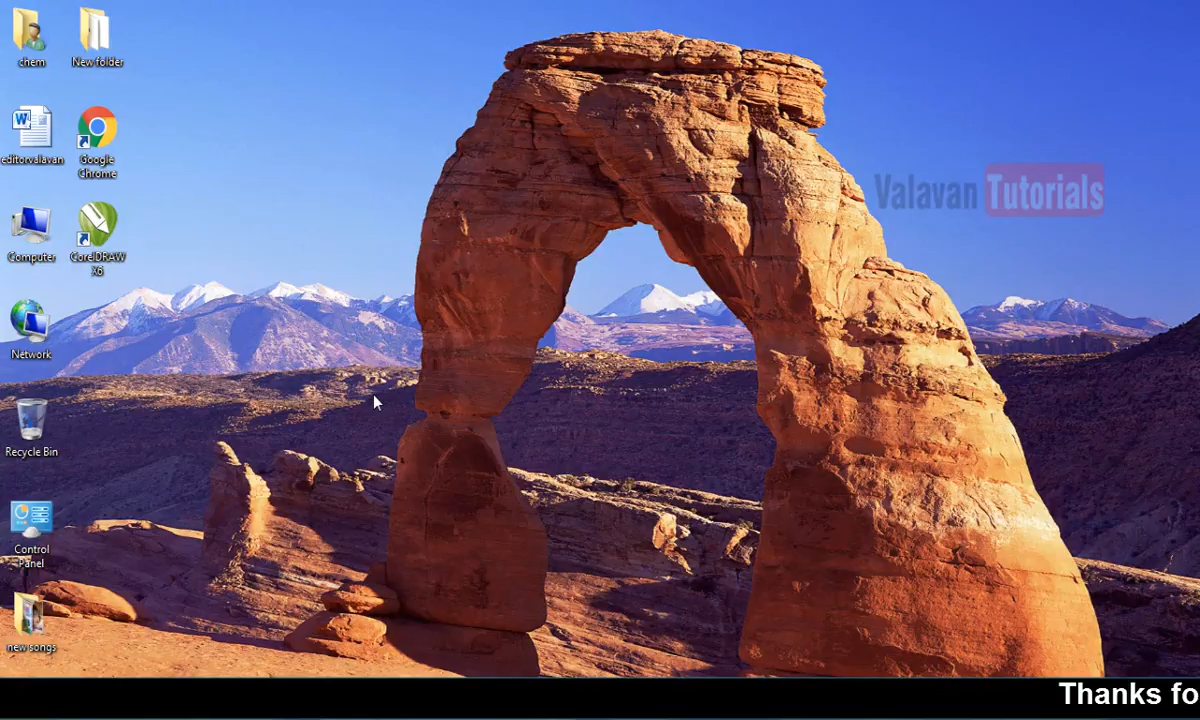 chem
New folder
W
editorvalavan
Google
Chrome
Computer
CorelDRAW
X6
Network
Recycle Bin
Control
Panel
new songs
Valavan Tutorials
Thanks fo